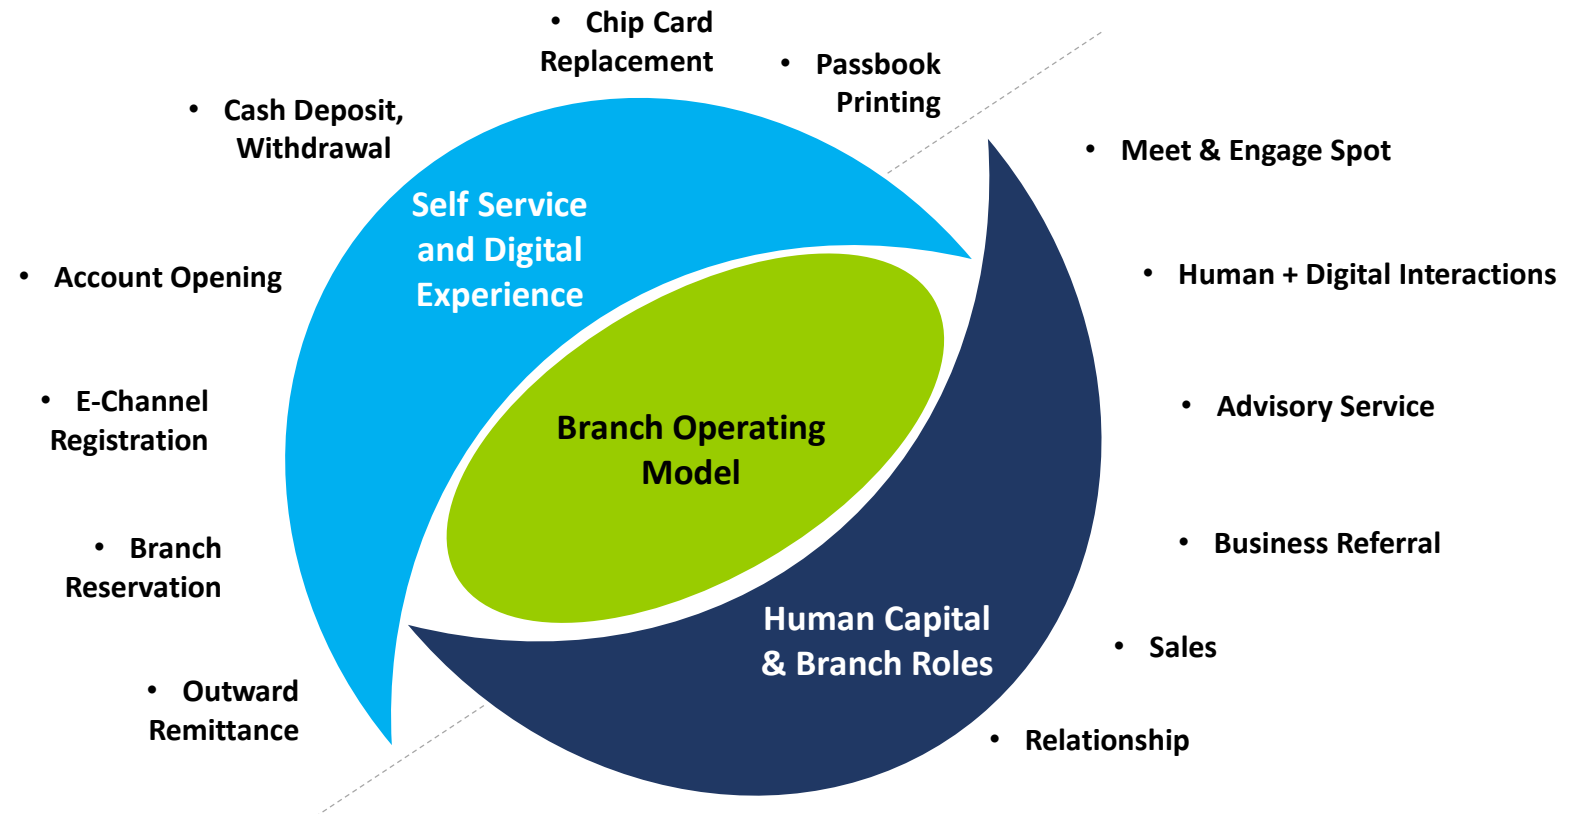 • Chip Card
Replacement
• Passbook
Printing
• Cash Deposit,
Withdrawal
• Account Opening
• E-Channel
Registration
• Branch
Reservation
• Outward
Remittance
Self Service
and Digital
Experience
Branch Operating
Model
Human Capital
& Branch Roles
• Meet & Engage Spot
• Human + Digital Interactions
• Advisory Service
• Business Referral
• Sales
• Relationship